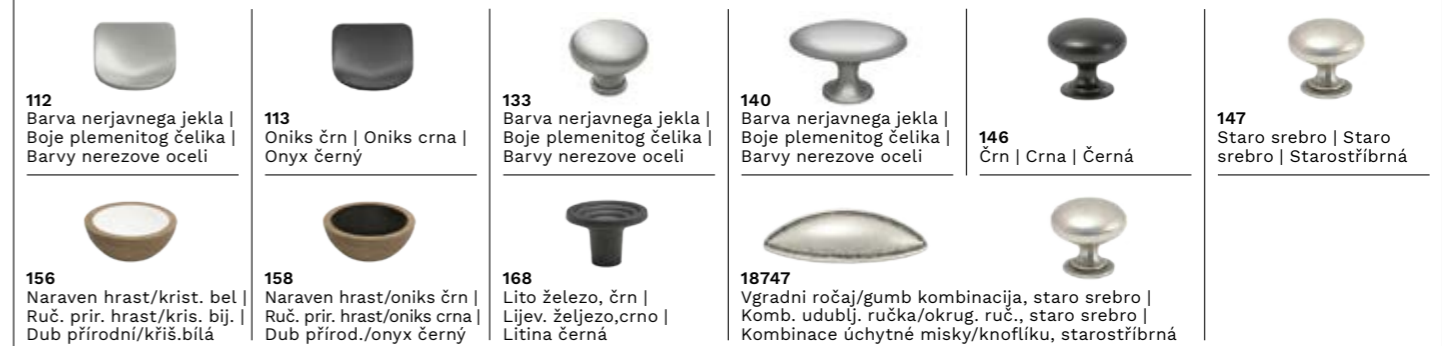 112
Barva nerjavnega jekla |
Boje plemenitog čelika |
Barvy nerezove oceli
113
Oniks črn | Oniks crna |
Onyx černý
133
Barva nerjavnega jekla |
Boje plemenitog čelika |
Barvy nerezove oceli
140
Barva nerjavnega jekla |
Boje plemenitog čelika |
Barvy nerezove oceli
146
Črn | Crna | Černá
147
Staro srebro | Staro
srebro | Starostříbrná
156
Naraven hrast/krist. bel |
Ruč. prir. hrast/kris. bij. |
Dub přírodní/křiš.bílá
158
Naraven hrast/oniks črn |
Ruč. prir. hrast/oniks crna |
Dub přírod./onyx černý
168
Lito železo, črn |
Lijev. željezo,crno |
Litina černá
18747
Vgradni ročaj/gumb kombinacija, staro srebro |
Komb. udublj. ručka/okrug. ruč., staro srebro |
Kombinace úchytné misky/knoflíku, starostříbrná